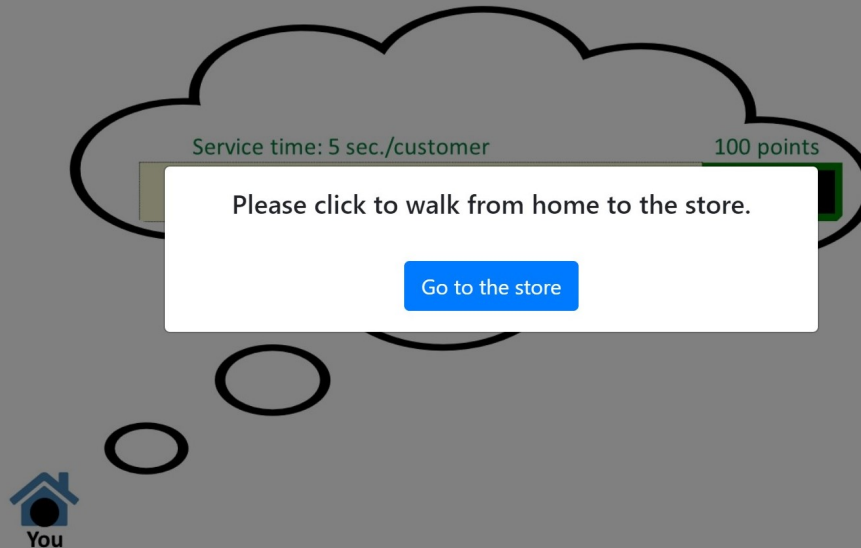 Service time: 5 sec./customer 100 points
Please click to walk from home to the store.
Go to the store
You